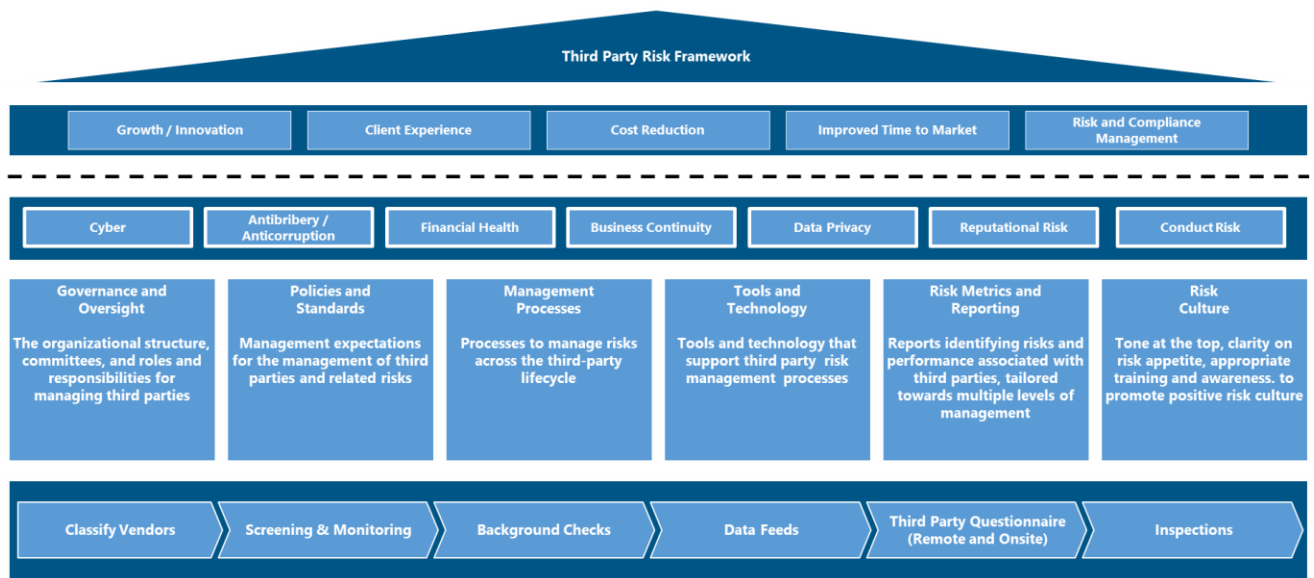 Third Party Risk Framework
Growth / Innovation
Client Experience
Cost Reduction
Improved Time to Market
Risk and Compliance
Management
Cyber
Antibribery /
Anticorruption
Financial Health
Business Continuity
Data Privacy
Reputational Risk
Conduct Risk
Governance and
Oversight
The organizational structure,
committees, and roles and
responsibilities for
managing third parties
Policies and
Standards
Management expectations
for the management of third
parties and related risks
Management
Processes
Processes to manage risks
across the third-party
lifecycle
Tools and
Technology
Tools and technology that
support third party risk
management processes
Risk Metrics and
Reporting
Reports identifying risks and
performance associated with
third parties, tailored
towards multiple levels of
management
Risk
Culture
Tone at the top, clarity on
risk appetite, appropriate
training and awareness. to
promote positive risk culture
Classify Vendors
Screening & Monitoring
Background Checks
Data Feeds
Third Party Questionnaire
(Remote and Onsite)
Inspections